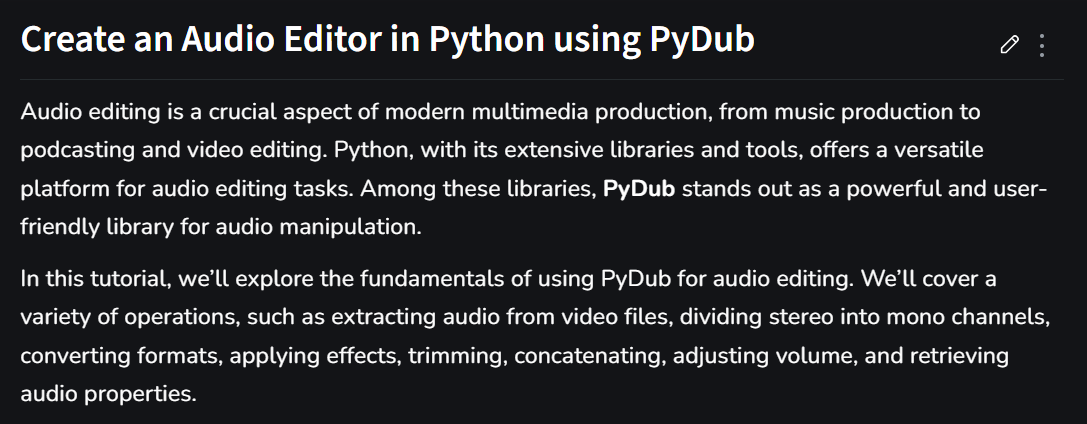 Create an Audio Editor in Python using PyDub
Audio editing is a crucial aspect of modern multimedia production, from music production to
podcasting and video editing. Python, with its extensive libraries and tools, offers a versatile
platform for audio editing tasks. Among these libraries, PyDub stands out as a powerful and user-
friendly library for audio manipulation.
In this tutorial, we’ll explore the fundamentals of using PyDub for audio editing. We’ll cover a
variety of operations, such as extracting audio from video files, dividing stereo into mono channels,
converting formats, applying effects, trimming, concatenating, adjusting volume, and retrieving
audio properties.